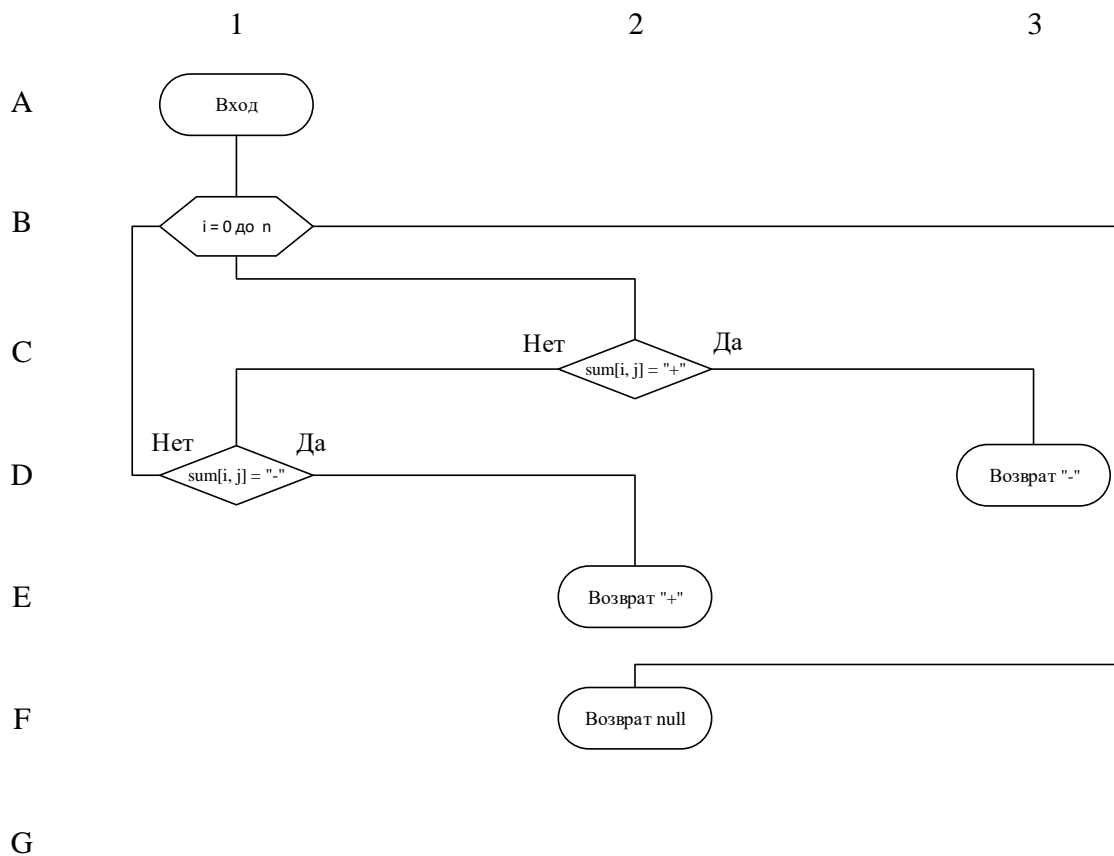 1 2 3
A
Вход
B
i = 0 до n
C
Нет
Да
sum[i, j] = "+"
Нет
Да
D
sum[i, j] = "-"
Возврат "-"
E
Возврат "+"
F
Возврат null
G